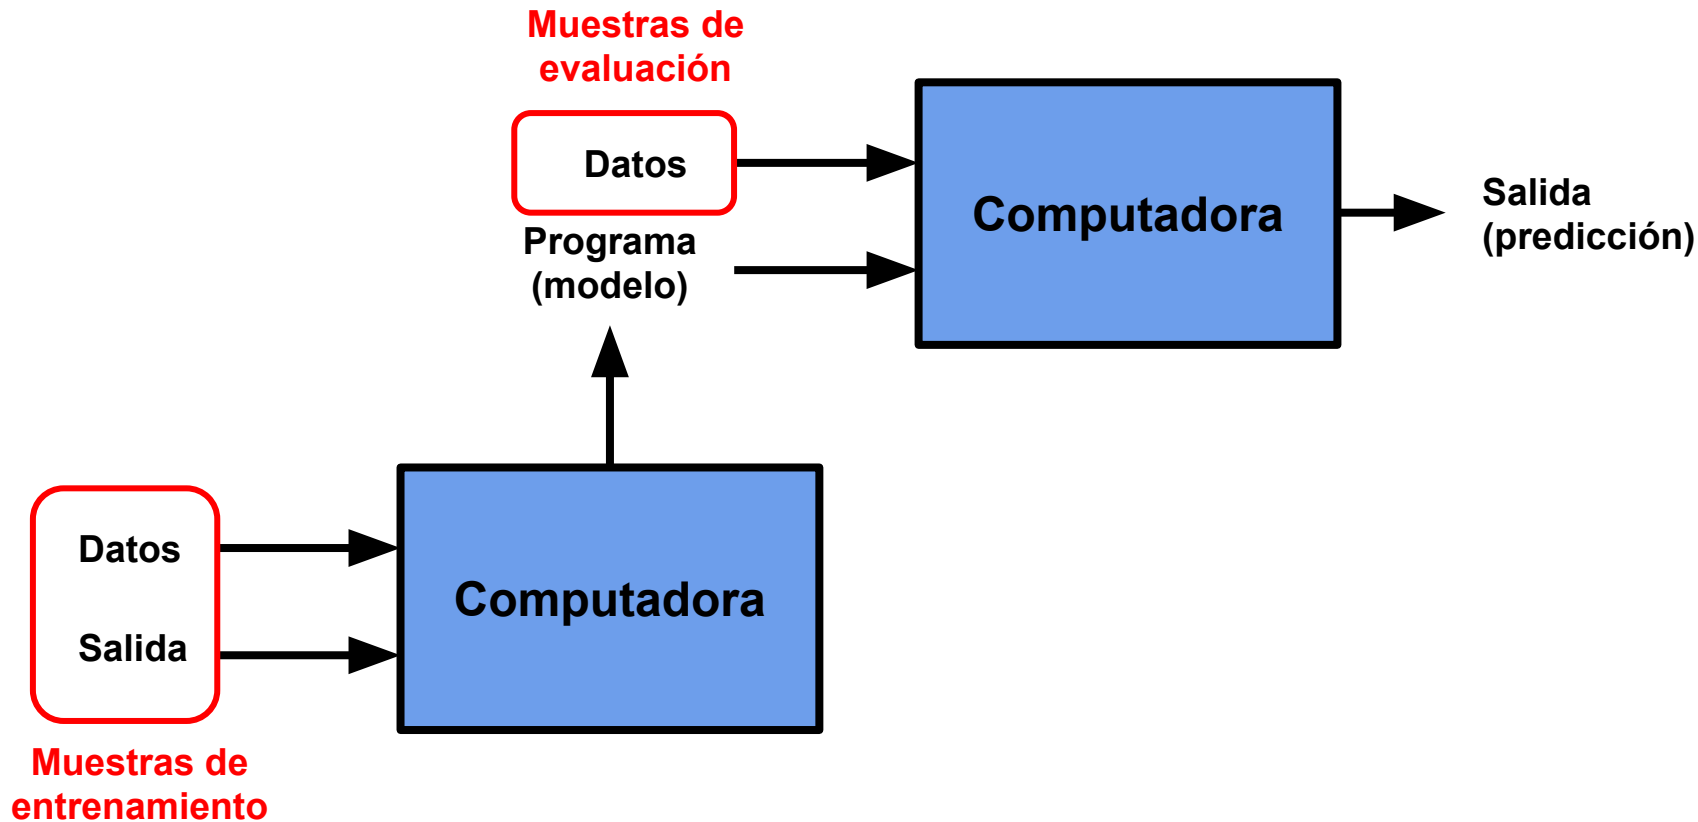 Muestras de
evaluación
Datos
Programa
(modelo)
Computadora
Salida
(predicción)
Datos
Salida
Computadora
Muestras de
entrenamiento